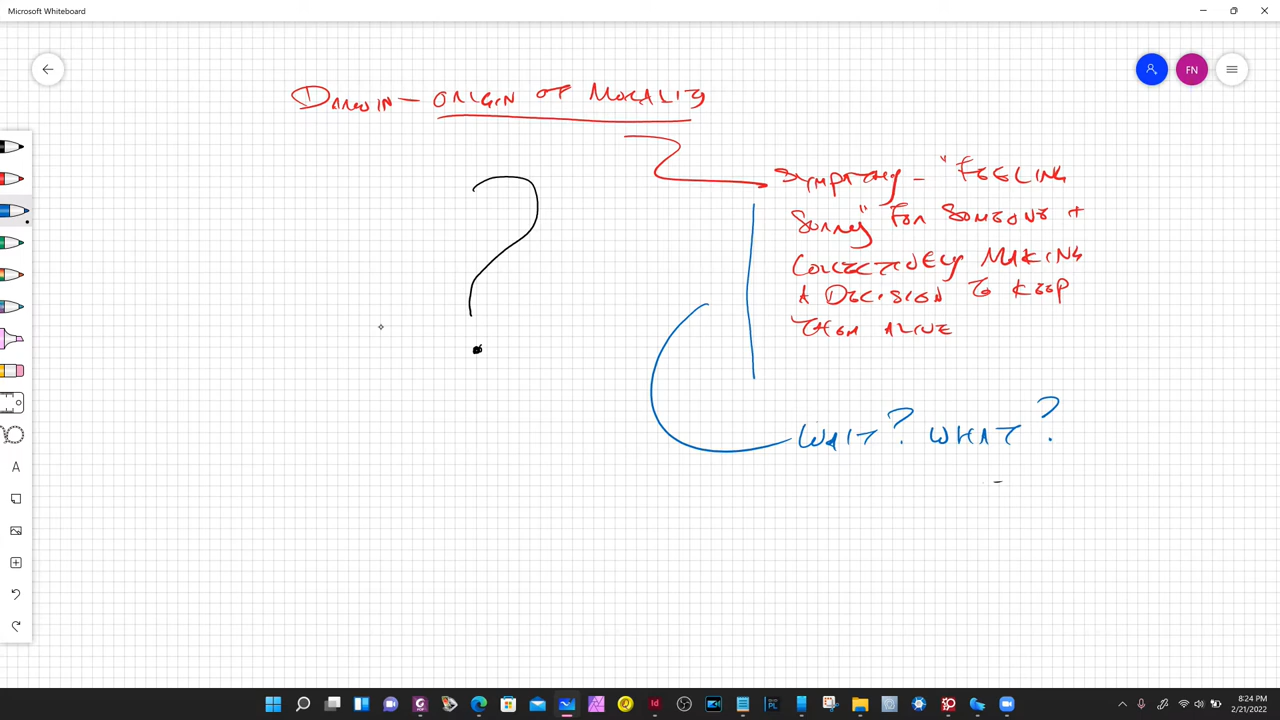 Microsoft Whiteboard
FN
DARWIN — ORIGIN OF MORALITY
SYMPATHY — "FEELING
SORRY" FOR SOMEONE +
COLLECTIVELY MAKING
A DECISION TO KEEP
THEM ALIVE
?
WAIT? WHAT?
A
8:24 PM
2/21/2022